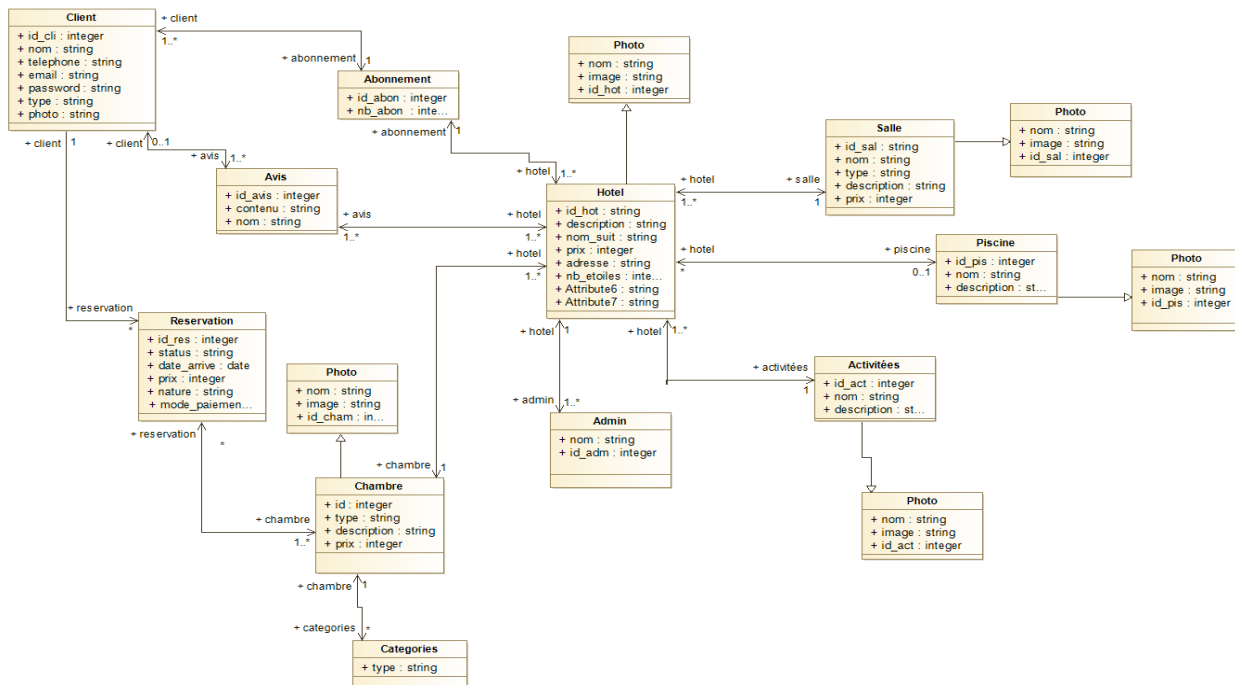 Client
+ id_cli : integer
+ nom : string
+ telephone : string
+ email : string
+ password : string
+ type : string
+ photo : string
+ client
1..*
+ abonnement
1
Abonnement
+ id_abon : integer
+ nb_abon : inte...
+ abonnement
1
+ hotel
1..*
Photo
+ nom : string
+ image : string
+ id_hot : integer
+ client
1
+ client
0..1
+ avis
1..*
Avis
+ id_avis : integer
+ contenu : string
+ nom : string
+ avis
1..*
+ hotel
1..*
Hotel
+ id_hot : string
+ description : string
+ nom_suit : string
+ prix : integer
+ adresse : string
+ nb_etoiles : inte...
+ Attribute6 : string
+ Attribute7 : string
+ hotel
1..*
+ salle
1
Salle
+ id_sal : string
+ nom : string
+ type : string
+ description : string
+ prix : integer
Photo
+ nom : string
+ image : string
+ id_sal : integer
+ hotel
*
+ piscine
0..1
Piscine
+ id_pis : integer
+ nom : string
+ description : st...
Photo
+ nom : string
+ image : string
+ id_pis : integer
+ hotel
1..*
+ reservation
*
Reservation
+ id_res : integer
+ status : string
+ date_arrive : date
+ prix : integer
+ nature : string
+ mode_paiemen...
+ reservation
*
Photo
+ nom : string
+ image : string
+ id_cham : in...
+ hotel
1
+ admin
1..*
Admin
+ nom : string
+ id_adm : integer
+ hotel
1..*
+ activitées
1
Activitées
+ id_act : integer
+ nom : string
+ description : st...
Photo
+ nom : string
+ image : string
+ id_act : integer
+ chambre
1
+ chambre
1..*
Chambre
+ id : integer
+ type : string
+ description : string
+ prix : integer
+ chambre
1
+ categories
*
Categories
+ type : string